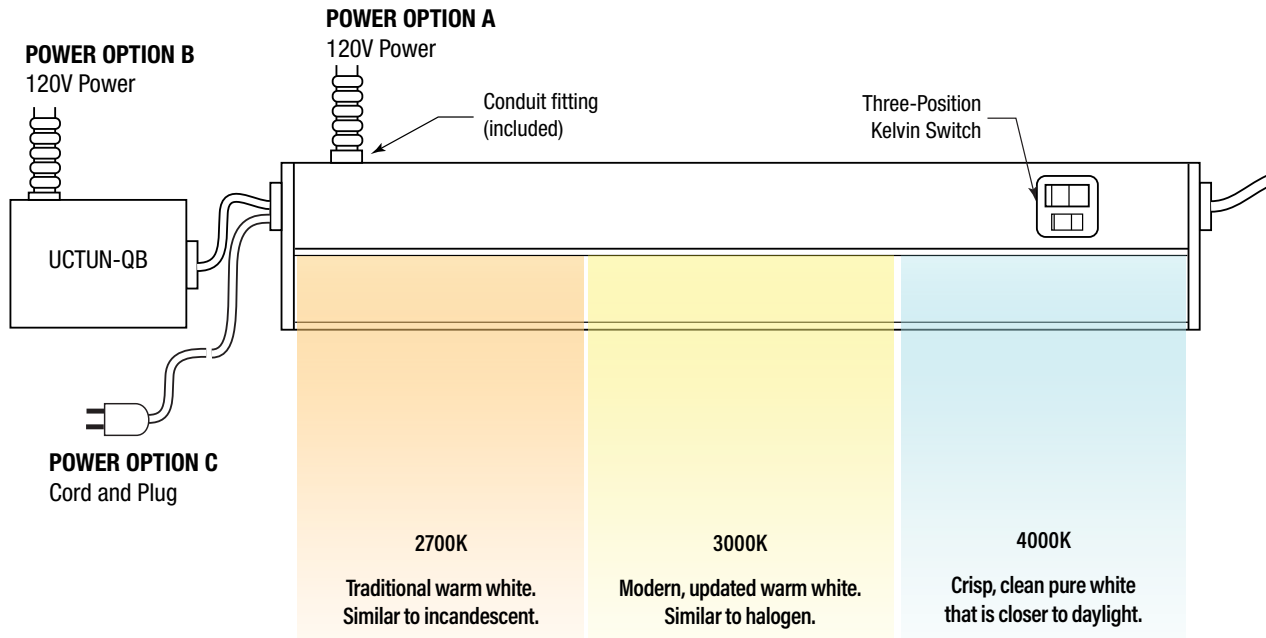 POWER OPTION A
120V Power
POWER OPTION B
120V Power
Conduit fitting
(included)
Three-Position
Kelvin Switch
UCTUN-QB
POWER OPTION C
Cord and Plug
2700K
Traditional warm white.
Similar to incandescent.
3000K
Modern, updated warm white.
Similar to halogen.
4000K
Crisp, clean pure white
that is closer to daylight.